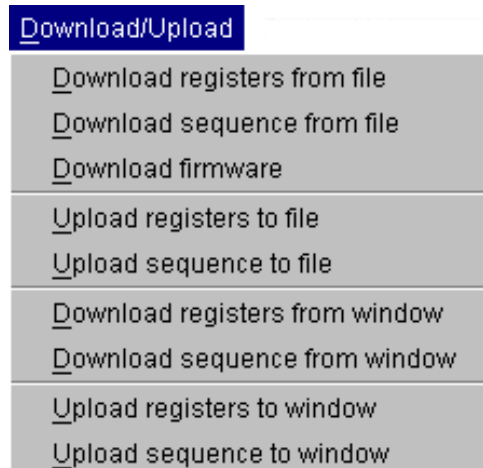 Download/Upload
Download registers from file
Download sequence from file
Download firmware
Upload registers to file
Upload sequence to file
Download registers from window
Download sequence from window
Upload registers to window
Upload sequence to window